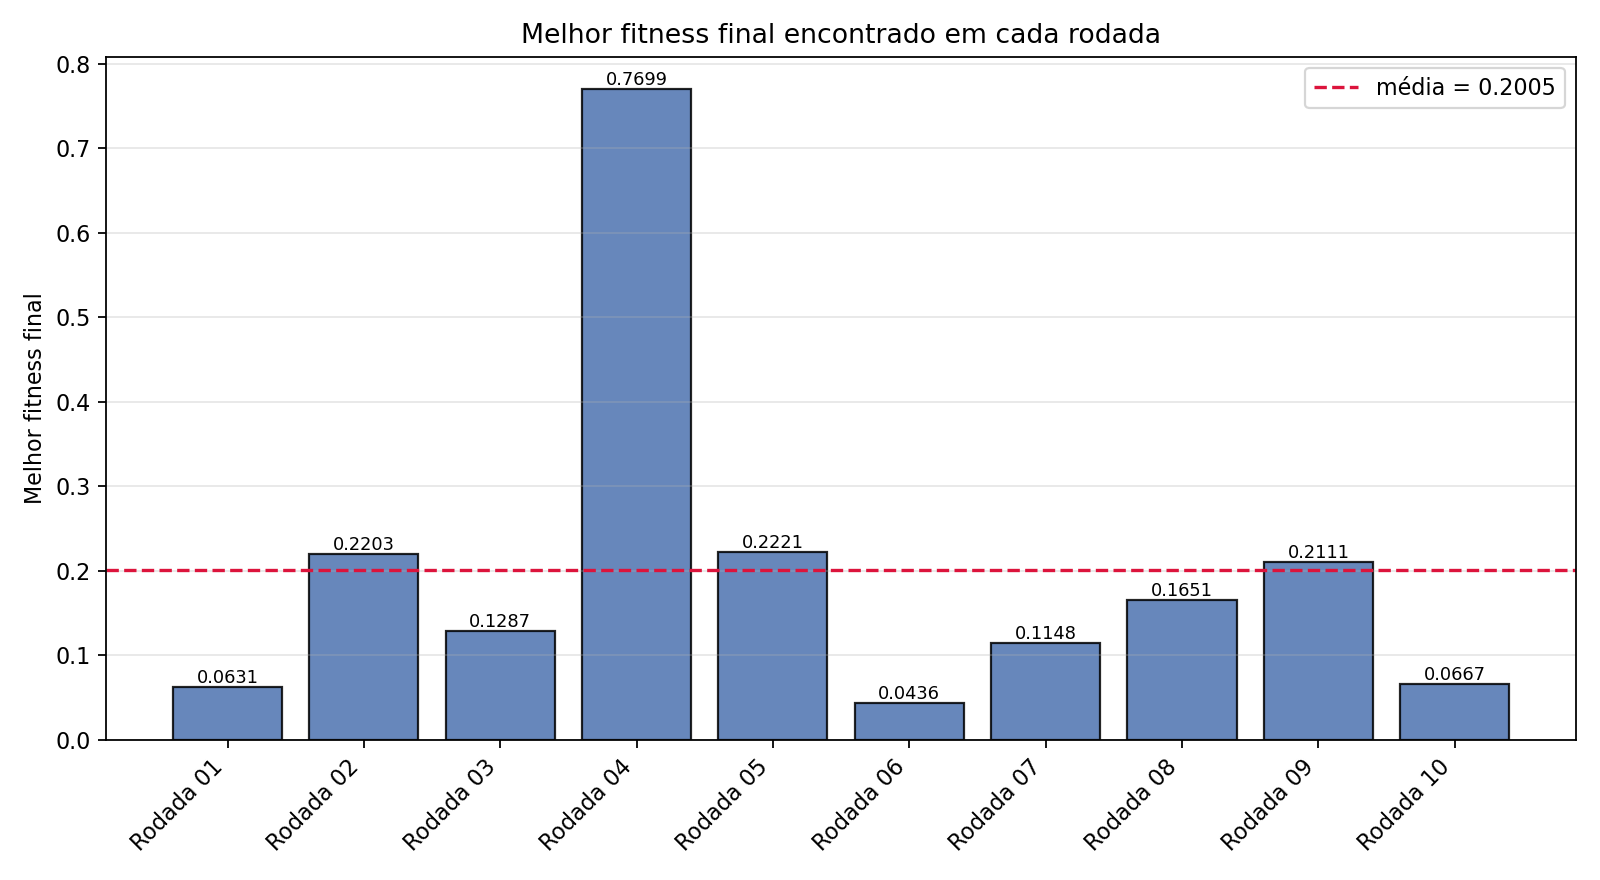 Melhor fitness final encontrado em cada rodada
média = 0.2005
Melhor fitness final
0.8
0.7
0.6
0.5
0.4
0.3
0.2
0.1
0.0
0.0631
0.2203
0.1287
0.7699
0.2221
0.0436
0.1148
0.1651
0.2111
0.0667
Rodada 01
Rodada 02
Rodada 03
Rodada 04
Rodada 05
Rodada 06
Rodada 07
Rodada 08
Rodada 09
Rodada 10